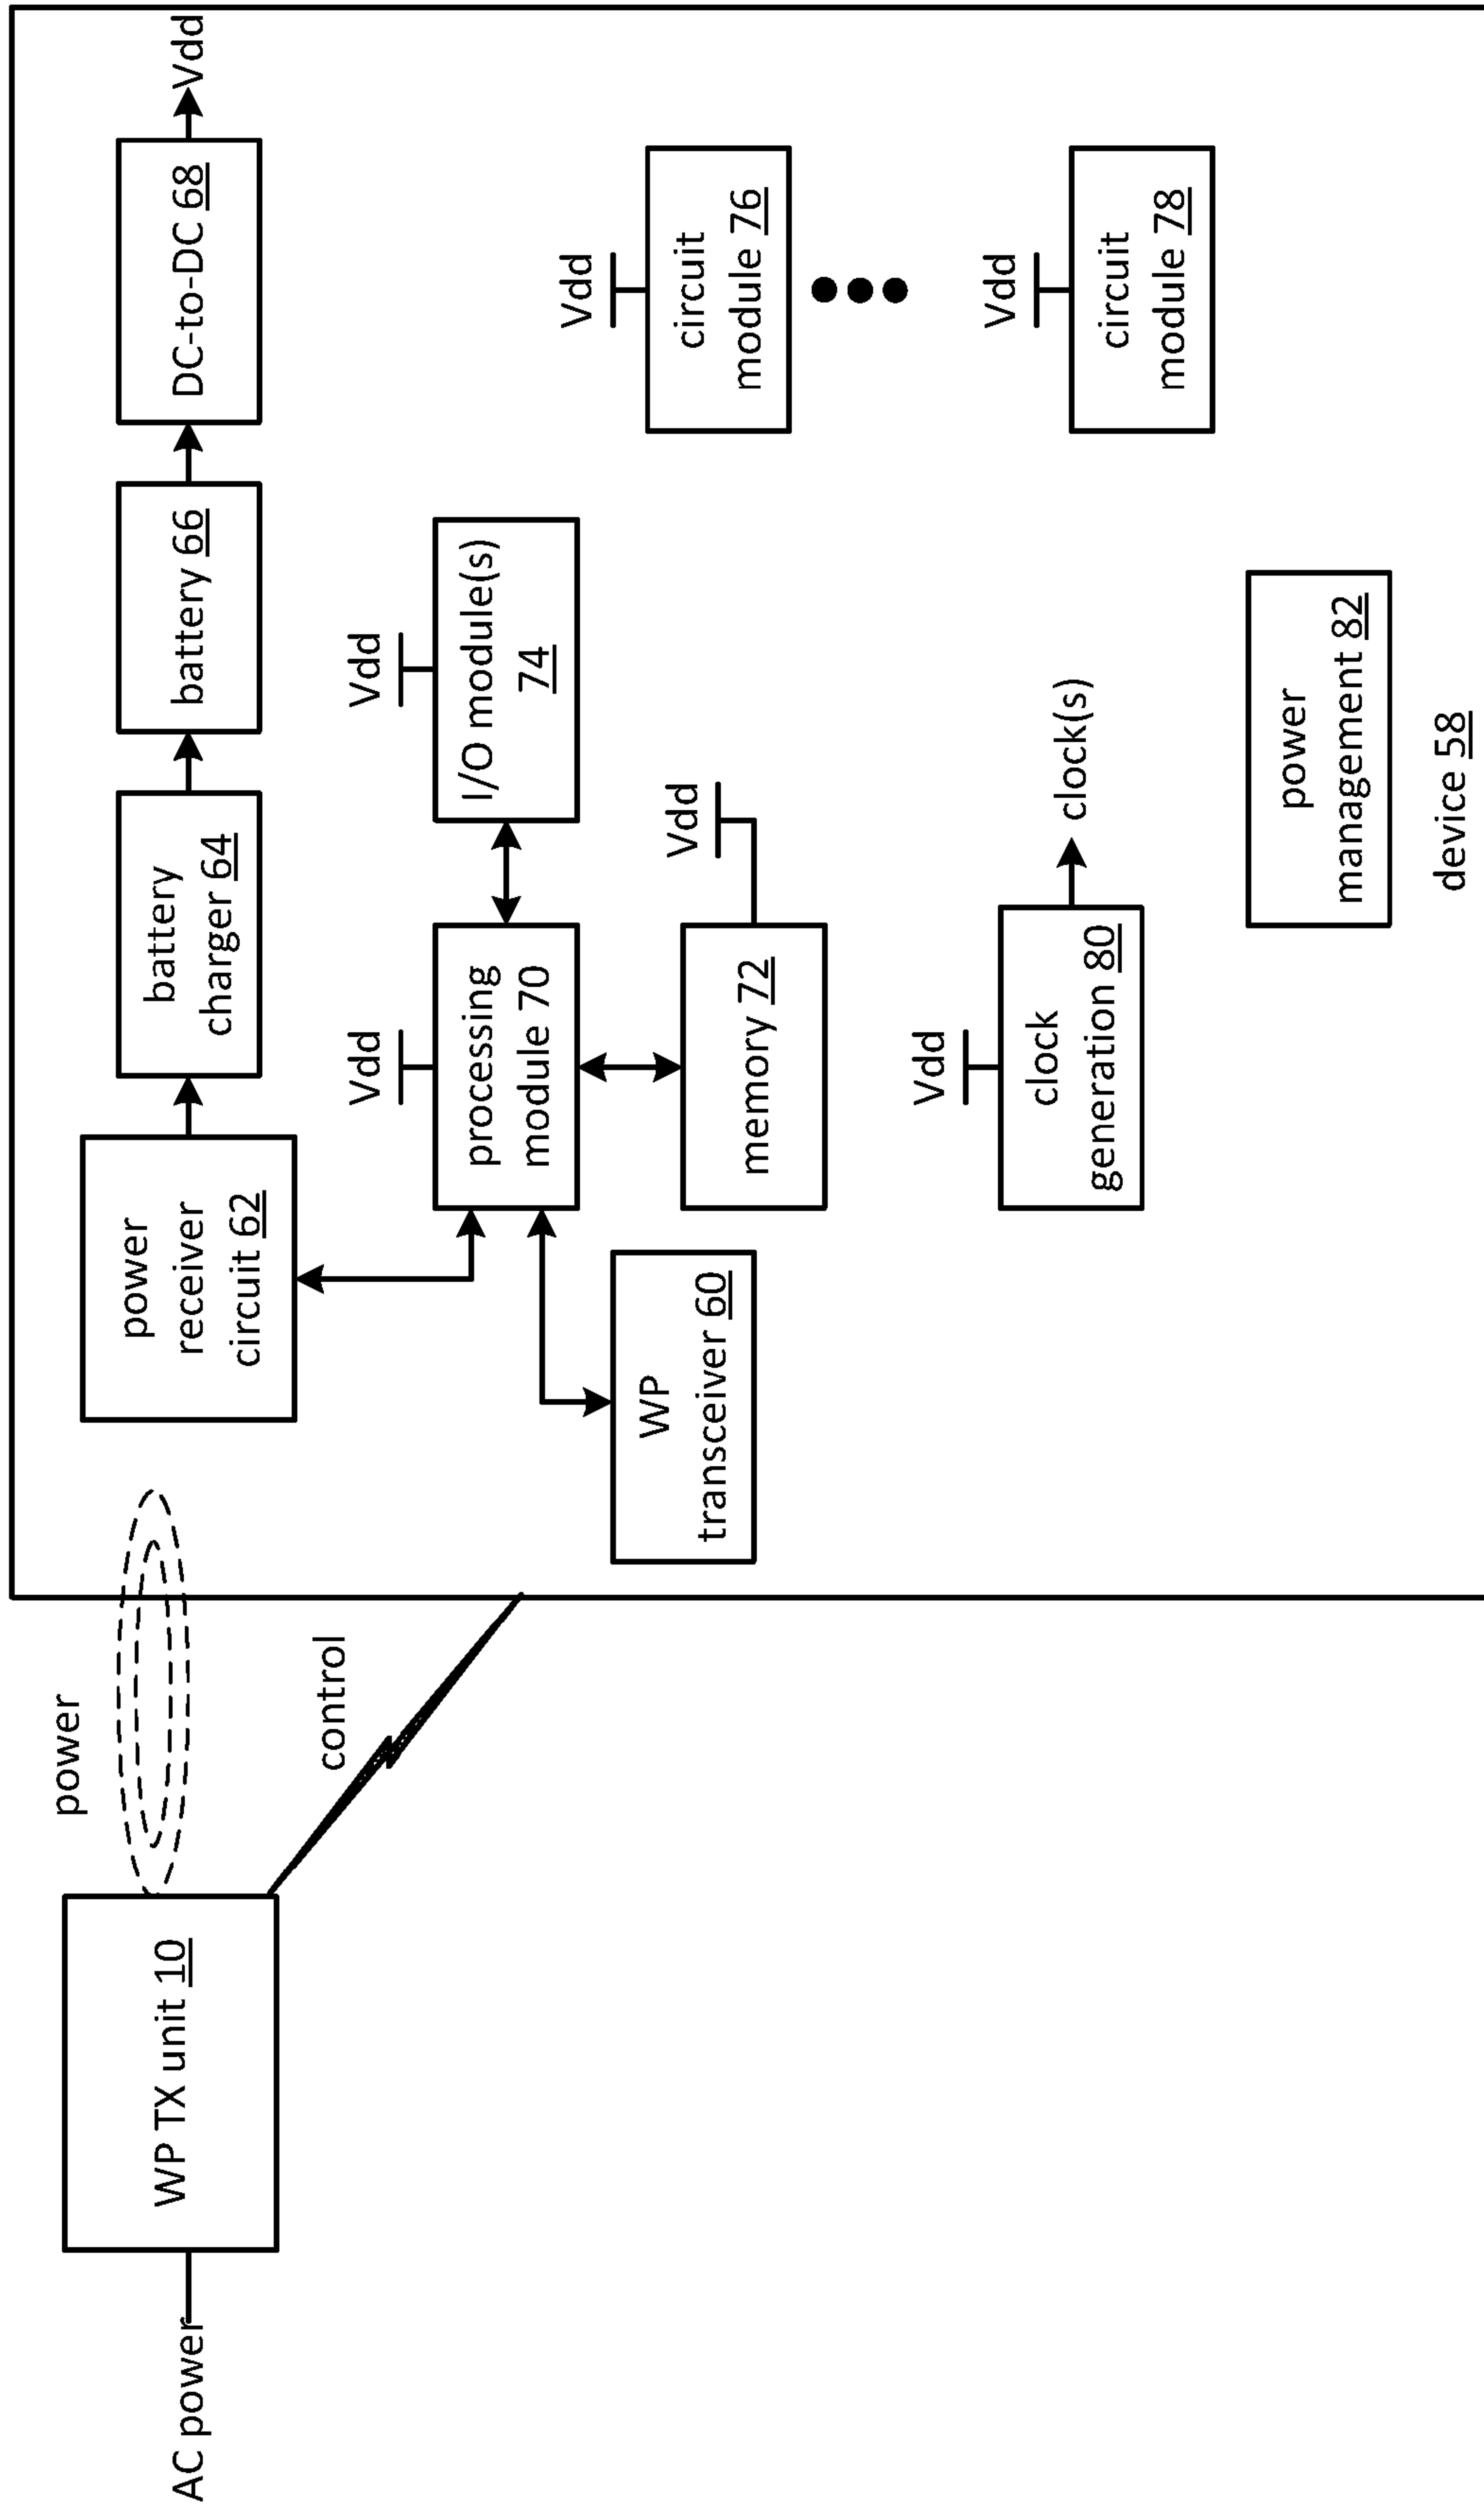 AC power
WP TX unit 10
power
control
power
receiver
circuit 62
battery
charger 64
battery 66
DC-to-DC 68
Vdd
WP
transceiver 60
Vdd
processing
module 70
Vdd
I/O module(s)
74
memory 72
Vdd
Vdd
circuit
module 76
Vdd
circuit
module 78
Vdd
clock
generation 80
clock(s)
power
management 82
device 58